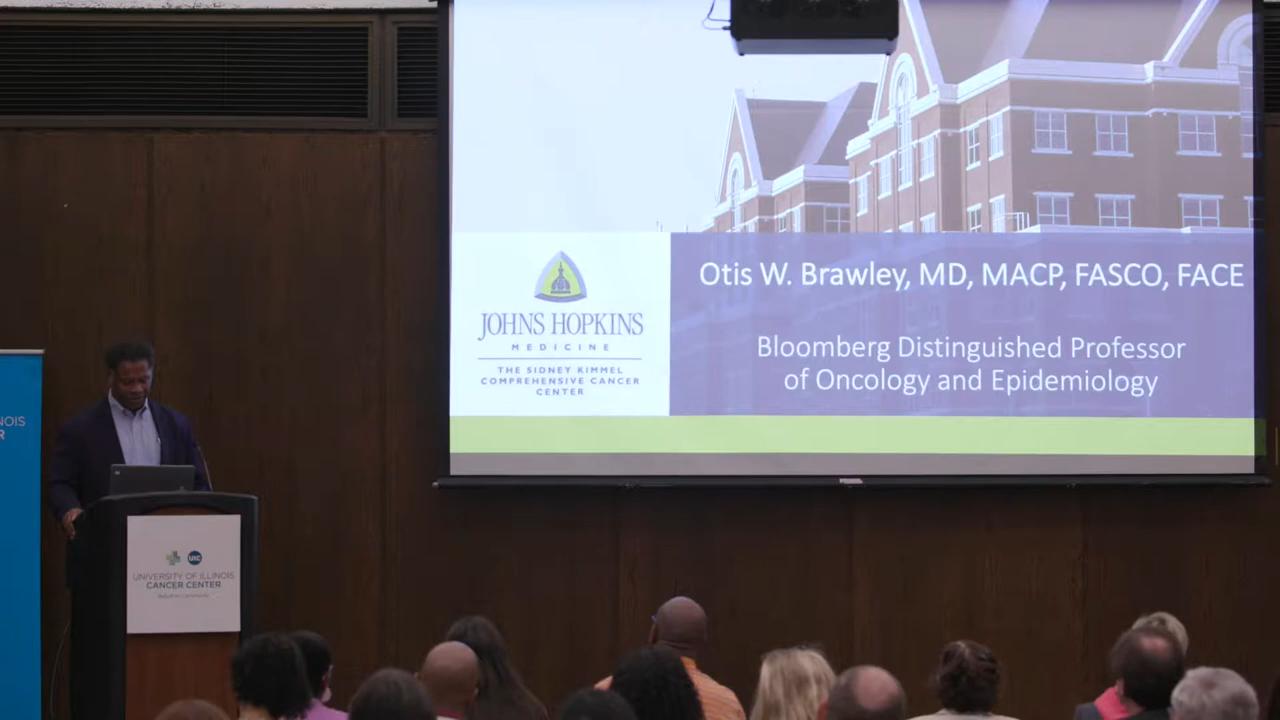 Otis W. Brawley, MD, MACP, FASCO, FACE
JOHNS HOPKINS
MEDICINE
THE SIDNEY KIMMEL
COMPREHENSIVE CANCER
CENTER
Bloomberg Distinguished Professor
of Oncology and Epidemiology
NOIS
R
UIC
UNIVERSITY OF ILLINOIS
CANCER CENTER